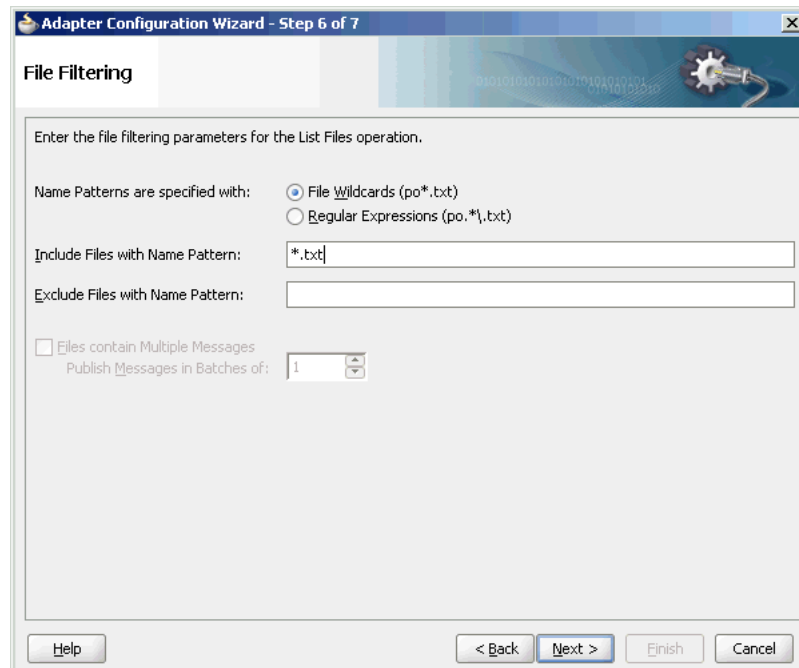 Adapter Configuration Wizard - Step 6 of 7
File Filtering
Enter the file filtering parameters for the List Files operation.
Name Patterns are specified with:
File Wildcards (po*.txt)
Regular Expressions (po.*\.txt)
Include Files with Name Pattern: *.txt
Exclude Files with Name Pattern:
Files contain Multiple Messages
Publish Messages in Batches of: 1
Help < Back Next > Finish Cancel